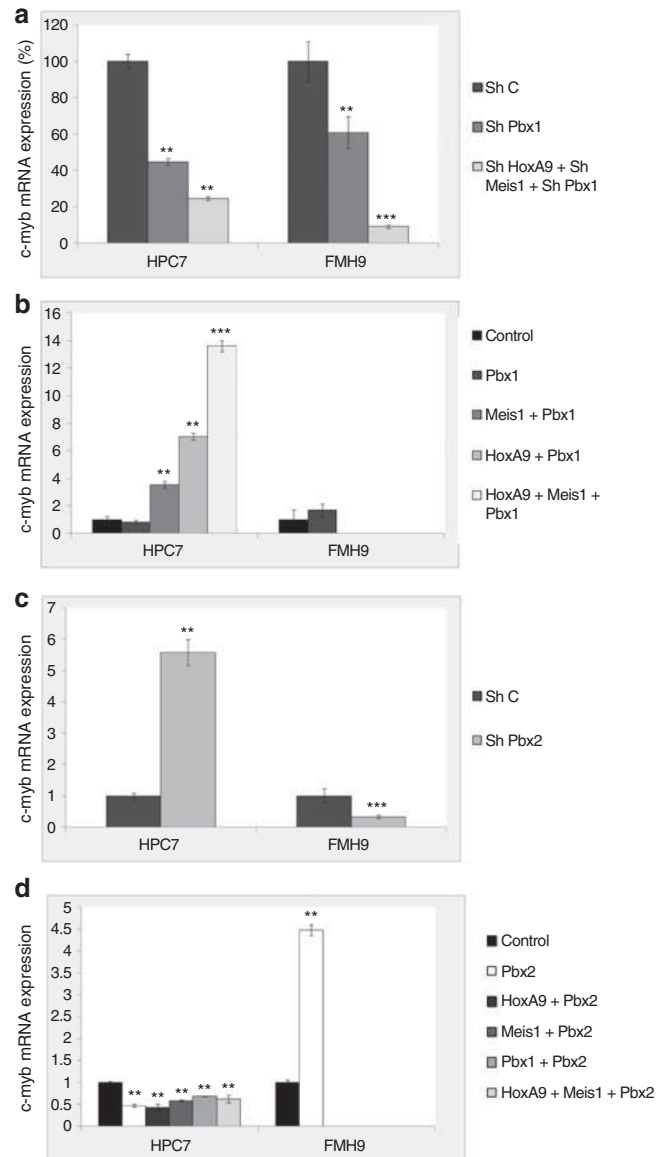 a
c-myb mRNA expression (%)
120
100
80
60
40
20
0
**
**
**
***
HPC7
FMH9
Sh C
Sh Pbx1
Sh HoxA9 + Sh
Meis1 + Sh Pbx1
b
c-myb mRNA expression
16
14
12
10
8
6
4
2
0
**
**
***
HPC7
FMH9
Control
Pbx1
Meis1 + Pbx1
HoxA9 + Pbx1
HoxA9 + Meis1 +
Pbx1
c
c-myb mRNA expression
7
6
5
4
3
2
1
0
**
***
HPC7
FMH9
Sh C
Sh Pbx2
d
c-myb mRNA expression
5
4.5
4
3.5
3
2.5
2
1.5
1
0.5
0
**
**
**
**
**
**
HPC7
FMH9
Control
Pbx2
HoxA9 + Pbx2
Meis1 + Pbx2
Pbx1 + Pbx2
HoxA9 + Meis1 + Pbx2